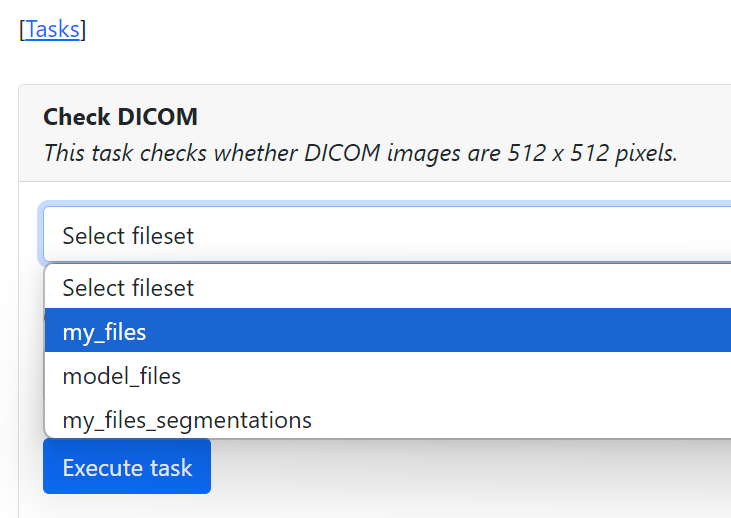 [Tasks]
Check DICOM
This task checks whether DICOM images are 512 x 512 pixels.
Select fileset
Select fileset
my_files
model_files
my_files_segmentations
Execute task